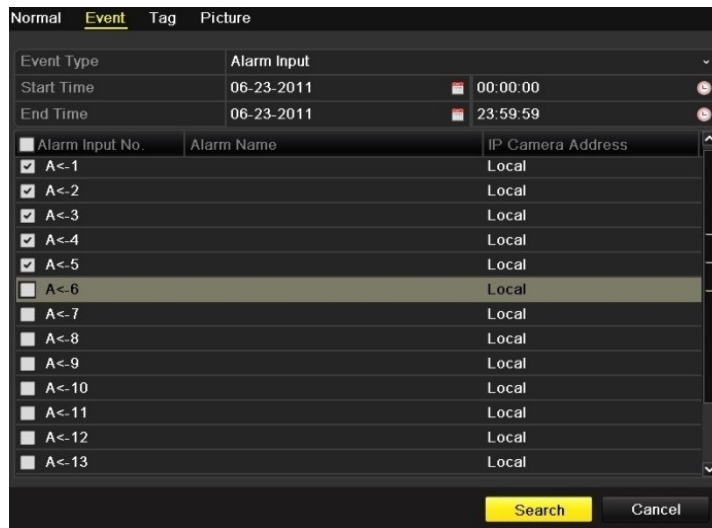 Normal Event Tag Picture
Event Type Alarm Input
Start Time 06-23-2011 00:00:00
End Time 06-23-2011 23:59:59
Alarm Input No. Alarm Name IP Camera Address
A<-1 Local
A<-2 Local
A<-3 Local
A<-4 Local
A<-5 Local
A<-6 Local
A<-7 Local
A<-8 Local
A<-9 Local
A<-10 Local
A<-11 Local
A<-12 Local
A<-13 Local
Search Cancel